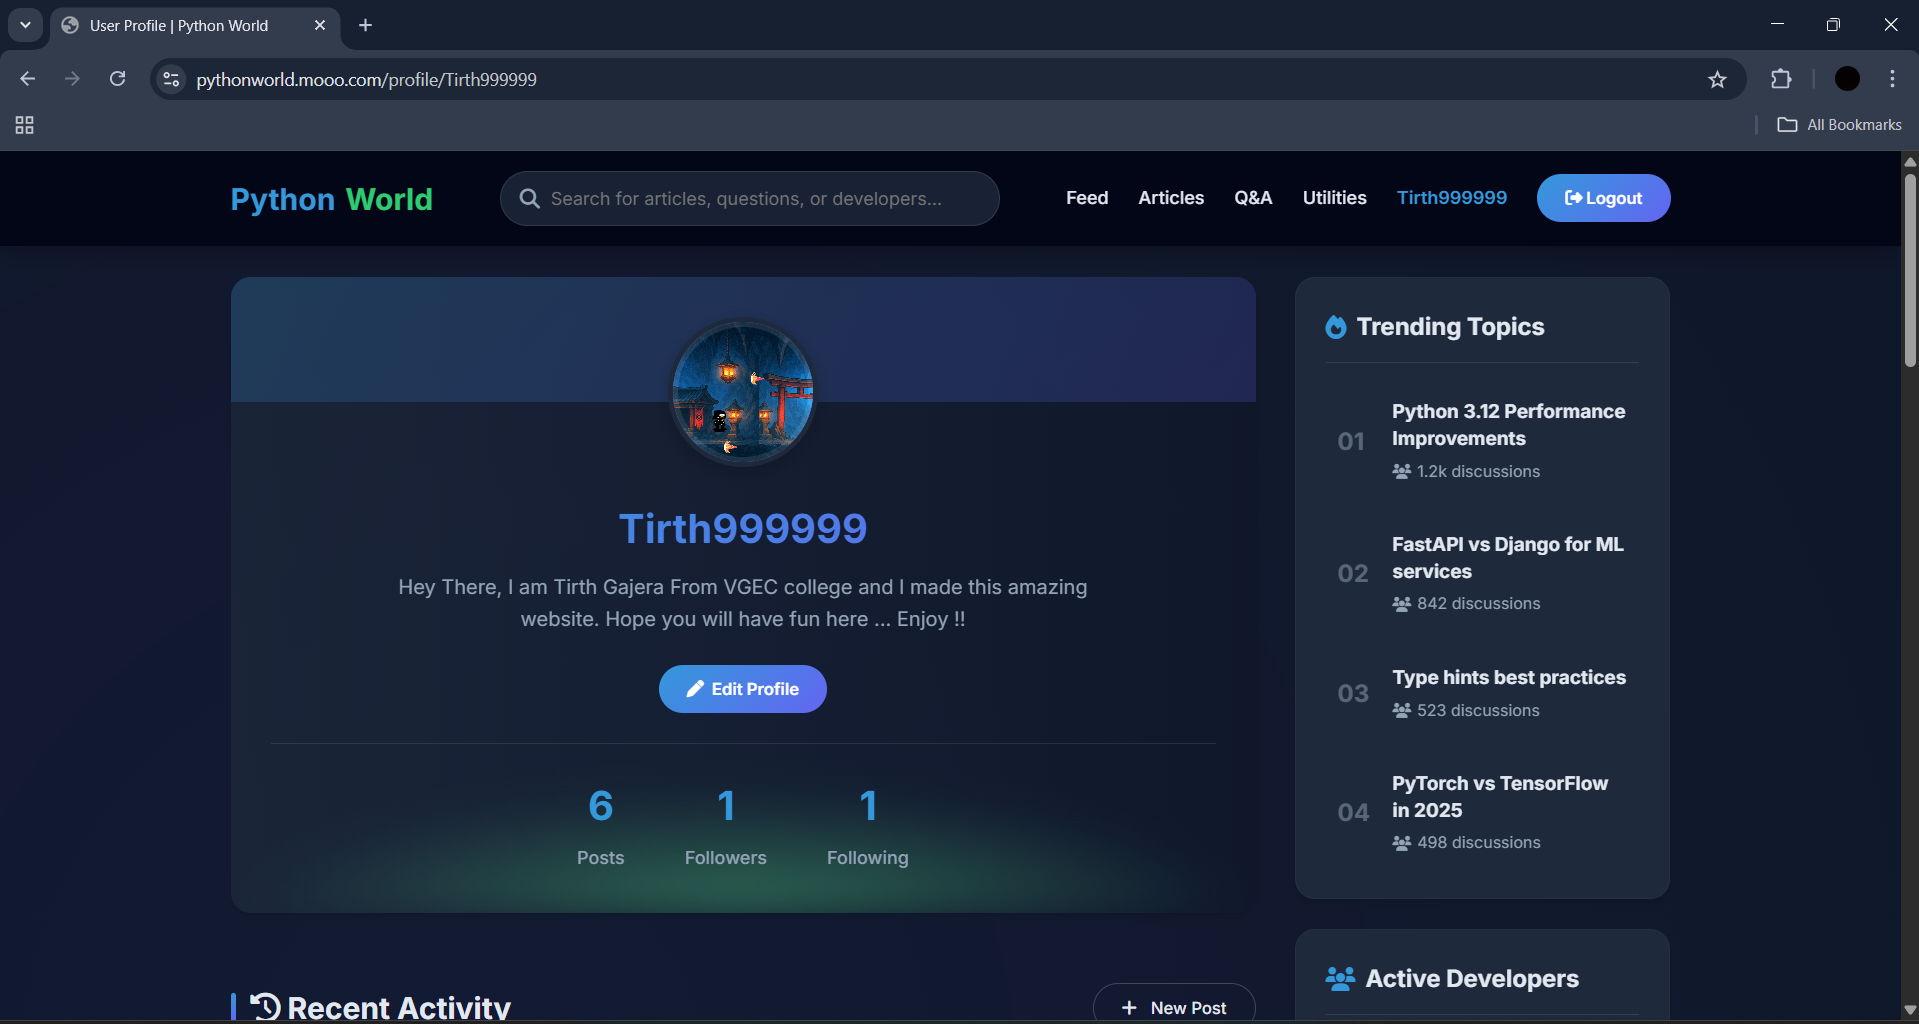 User Profile | Python World
pythonworld.mooo.com/profile/Tirth999999
All Bookmarks
Python World
Search for articles, questions, or developers...
Feed
Articles
Q&A
Utilities
Tirth999999
Logout
Tirth999999
Hey There, I am Tirth Gajera From VGEC college and I made this amazing
website. Hope you will have fun here ... Enjoy !!
Edit Profile
6
Posts
1
Followers
1
Following
Recent Activity
New Post
Trending Topics
01
Python 3.12 Performance
Improvements
1.2k discussions
02
FastAPI vs Django for ML
services
842 discussions
03
Type hints best practices
523 discussions
04
PyTorch vs TensorFlow
in 2025
498 discussions
Active Developers